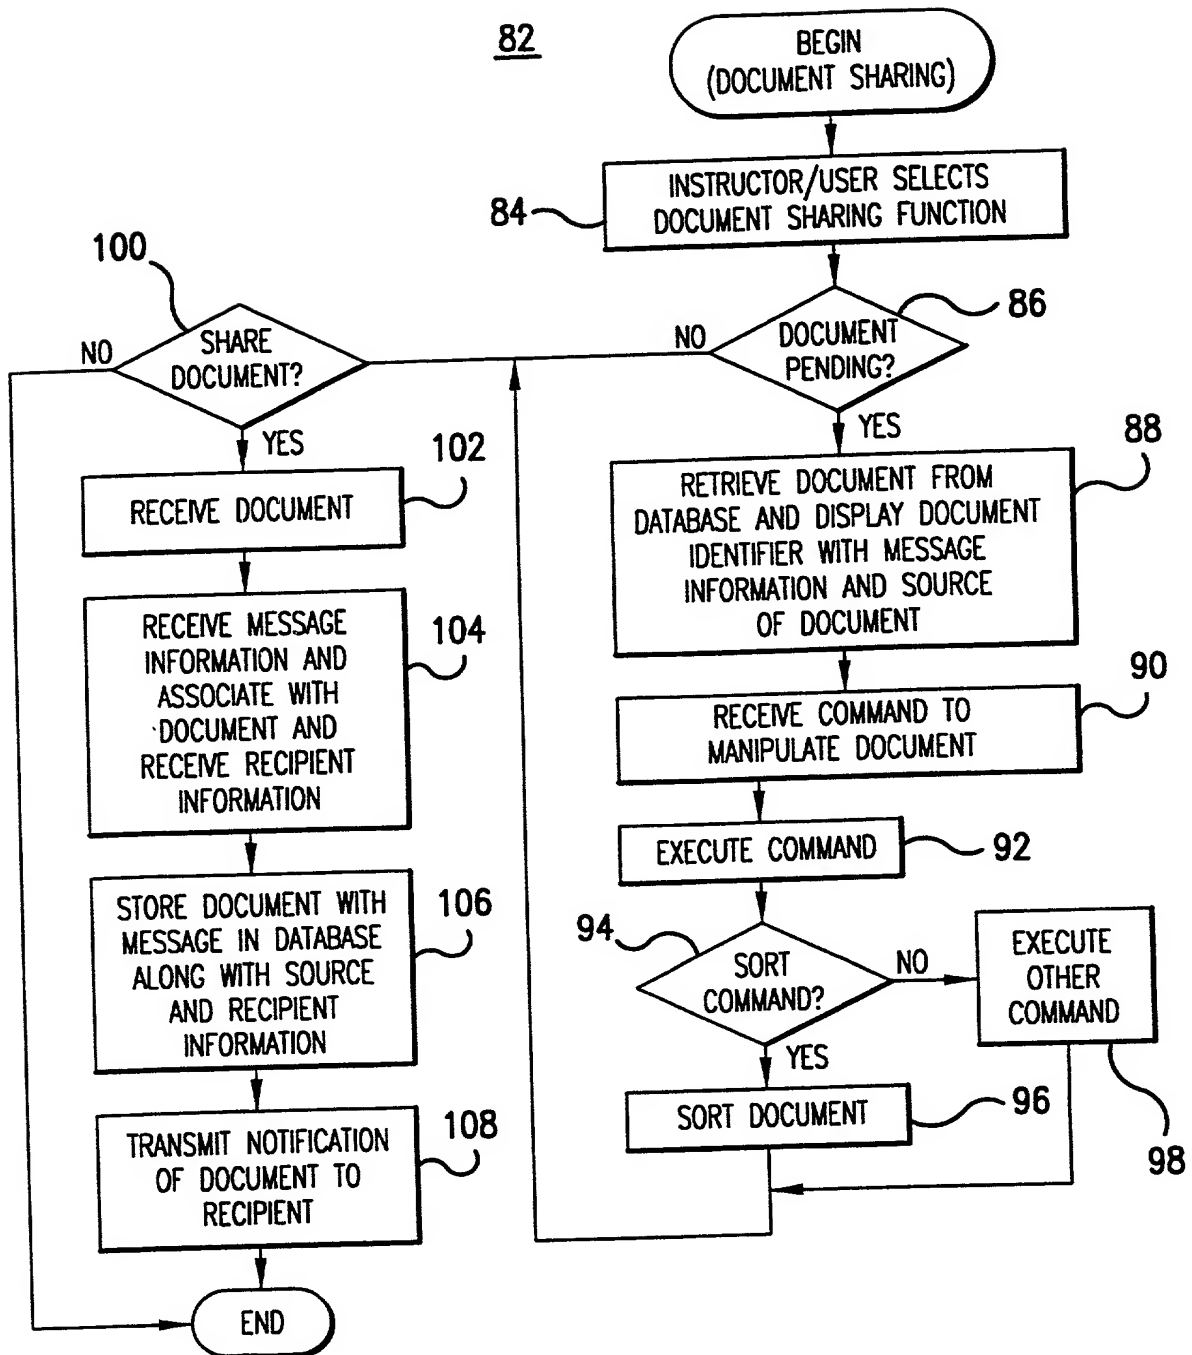 82
BEGIN
(DOCUMENT SHARING)
INSTRUCTOR/USER SELECTS
DOCUMENT SHARING FUNCTION
84
86
DOCUMENT
PENDING?
NO
YES
88
RETRIEVE DOCUMENT FROM
DATABASE AND DISPLAY DOCUMENT
IDENTIFIER WITH MESSAGE
INFORMATION AND SOURCE
OF DOCUMENT
90
RECEIVE COMMAND TO
MANIPULATE DOCUMENT
EXECUTE COMMAND
92
94
SORT
COMMAND?
NO
EXECUTE
OTHER
COMMAND
98
YES
SORT DOCUMENT
96
100
SHARE
DOCUMENT?
NO
YES
102
RECEIVE DOCUMENT
104
RECEIVE MESSAGE
INFORMATION AND
ASSOCIATE WITH
DOCUMENT AND
RECEIVE RECIPIENT
INFORMATION
106
STORE DOCUMENT WITH
MESSAGE IN DATABASE
ALONG WITH SOURCE
AND RECIPIENT
INFORMATION
108
TRANSMIT NOTIFICATION
OF DOCUMENT TO
RECIPIENT
END